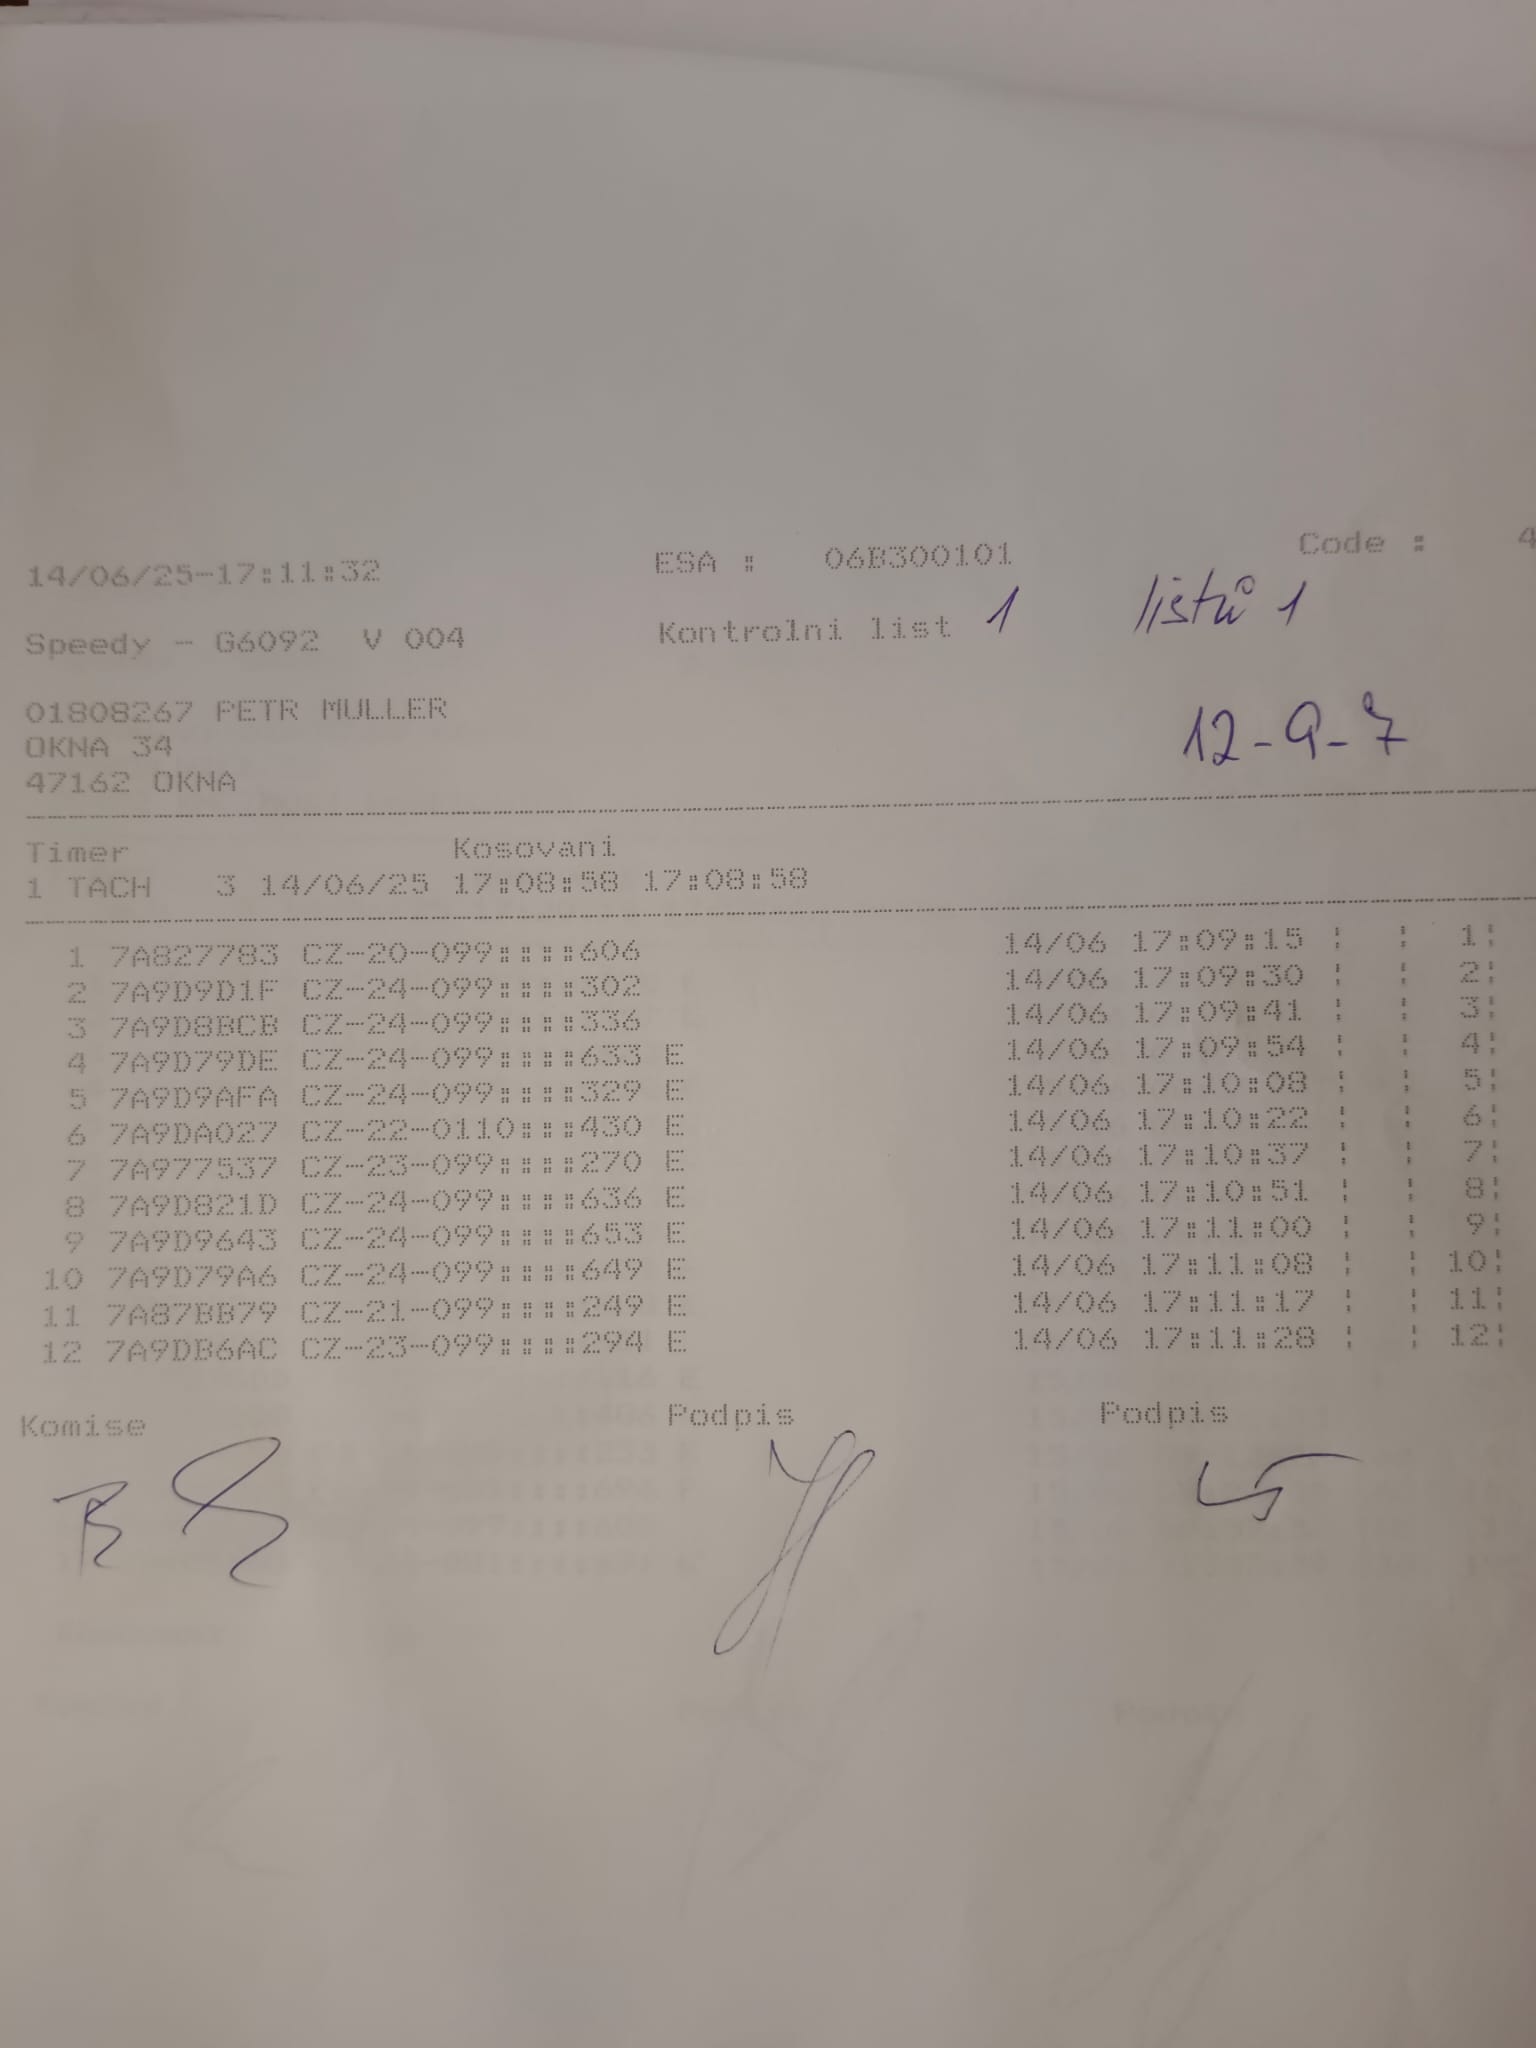 14/06/25-17:11:32 ESA : 06B300101 Code : 4
Speedy - G6092 V 004 Kontrolni list 1 listů 1
01808267 PETR MULLER 12-9-7
OKNA 34
47162 OKNA
Timer Kosovani
1 TACH 3 14/06/25 17:08:58 17:08:58
1 7A827783 CZ-20-099::::606 14/06 17:09:15 : : 1:
2 7A9D9D1F CZ-24-099::::302 14/06 17:09:30 : : 2:
3 7A9D8BCB CZ-24-099::::336 14/06 17:09:41 : : 3:
4 7A9D79DE CZ-24-099::::633 E 14/06 17:09:54 : : 4:
5 7A9D9AFA CZ-24-099::::329 E 14/06 17:10:08 : : 5:
6 7A9DA027 CZ-22-0110:::430 E 14/06 17:10:22 : : 6:
7 7A977537 CZ-23-099::::270 E 14/06 17:10:37 : : 7:
8 7A9D821D CZ-24-099::::636 E 14/06 17:10:51 : : 8:
9 7A9D9643 CZ-24-099::::653 E 14/06 17:11:00 : : 9:
10 7A9D79A6 CZ-24-099::::649 E 14/06 17:11:08 : : 10:
11 7A87BB79 CZ-21-099::::249 E 14/06 17:11:17 : : 11:
12 7A9DB6AC CZ-23-099::::294 E 14/06 17:11:28 : : 12:
Komise Podpis Podpis